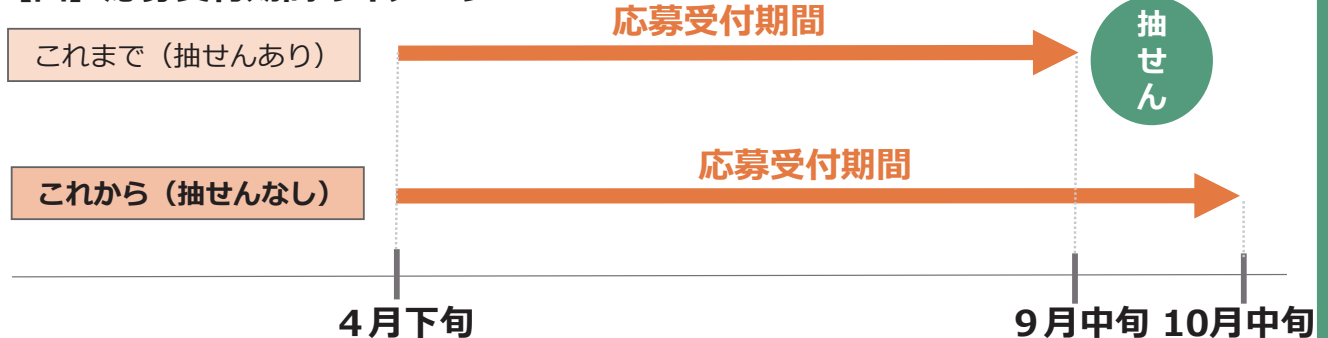 応募受付期間
これまで（抽せんあり）
抽せん
応募受付期間
これから（抽せんなし）
４月下旬
９月中旬 10月中旬